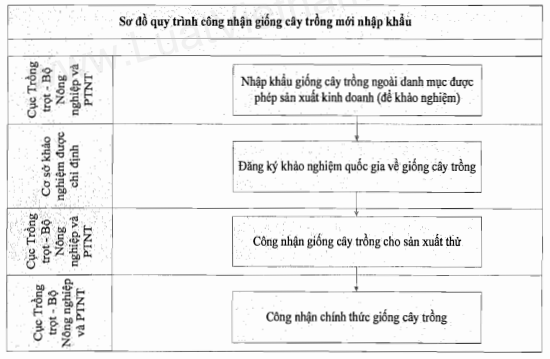 Sơ đồ quy trình công nhận giống cây trồng mới nhập khẩu
www.LuatVietnam
Cục Trồng
trọt - Bộ
Nông
nghiệp và
PTNT
Nhập khẩu giống cây trồng ngoài danh mục được
phép sản xuất kinh doanh (để khảo nghiệm)
Cơ sở khảo
nghiệm được
chỉ định
Đăng ký khảo nghiệm quốc gia về giống cây trồng
Cục Trồng
trọt - Bộ
Nông
nghiệp và
PTNT
Công nhận giống cây trồng cho sản xuất thử
Cục Trồng
trọt - Bộ
Nông nghiệp
và PTNT
Công nhận chính thức giống cây trồng